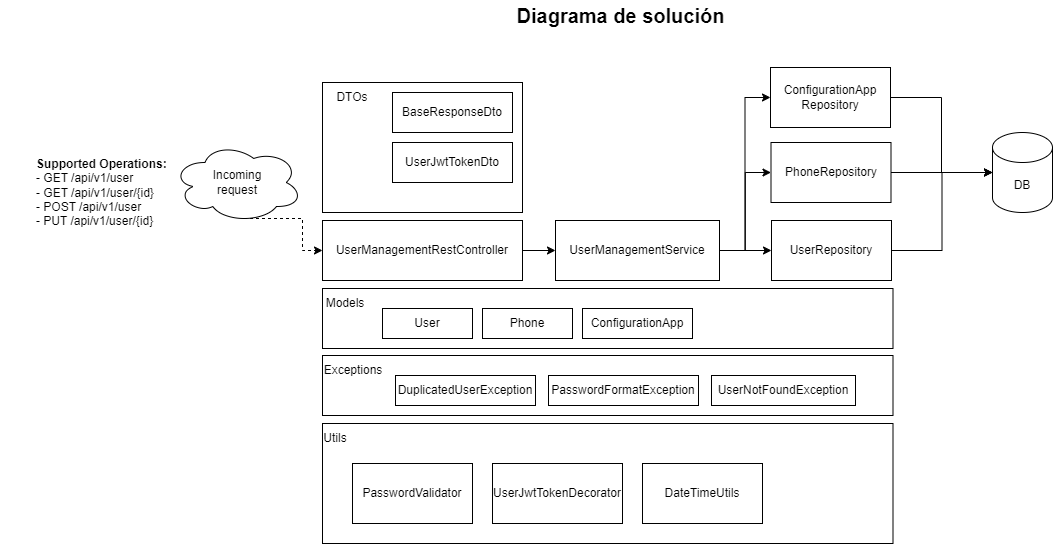 Diagrama de solución
Supported Operations:
- GET /api/v1/user
- GET /api/v1/user/{id}
- POST /api/v1/user
- PUT /api/v1/user/{id}
Incoming
request
DTOs
BaseResponseDto
UserJwtTokenDto
UserManagementRestController
UserManagementService
ConfigurationApp
Repository
PhoneRepository
UserRepository
DB
Models
User
Phone
ConfigurationApp
Exceptions
DuplicatedUserException
PasswordFormatException
UserNotFoundException
Utils
PasswordValidator
UserJwtTokenDecorator
DateTimeUtils